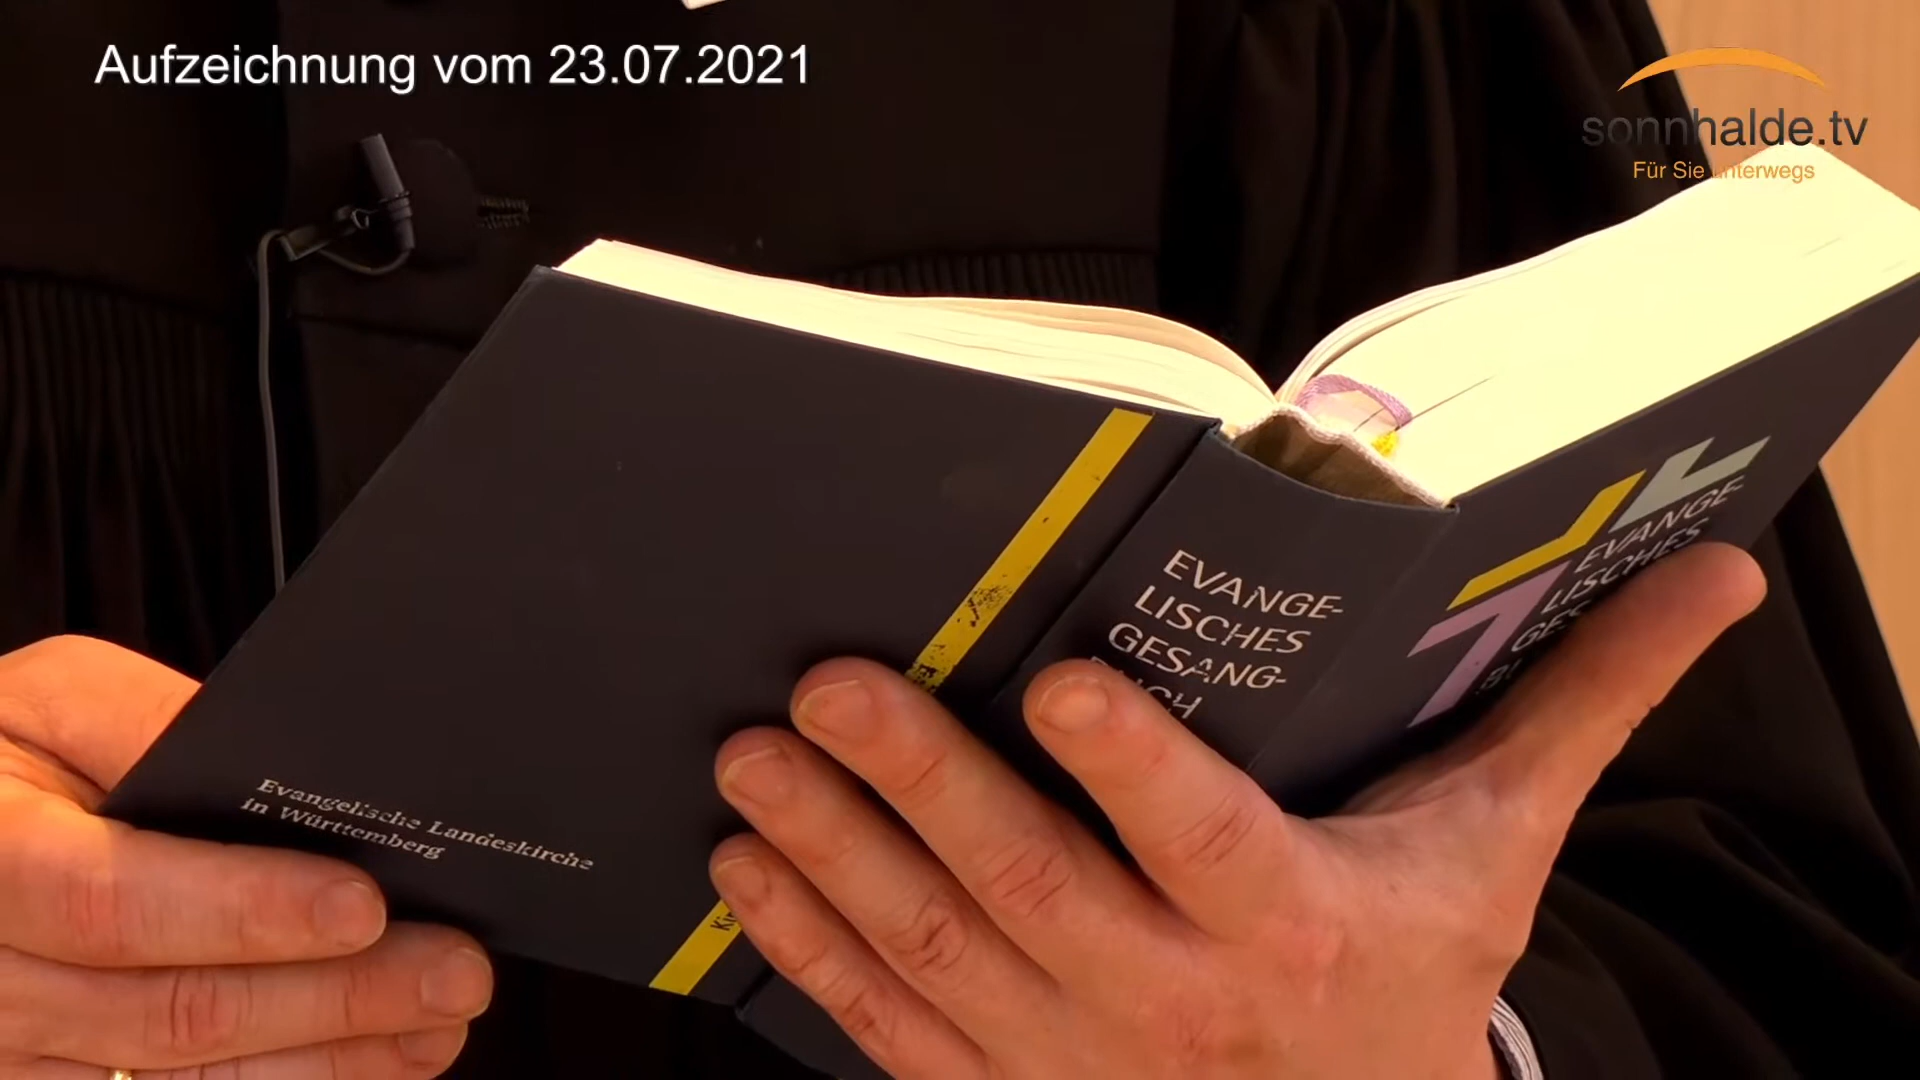 Aufzeichnung vom 23.07.2021
sonnhalde.tv
Für Sie unterwegs
EVANGE-
LISCHES
GESANG-
EVANGE-
LISCHES
Evangelische Landeskirche
in Württemberg